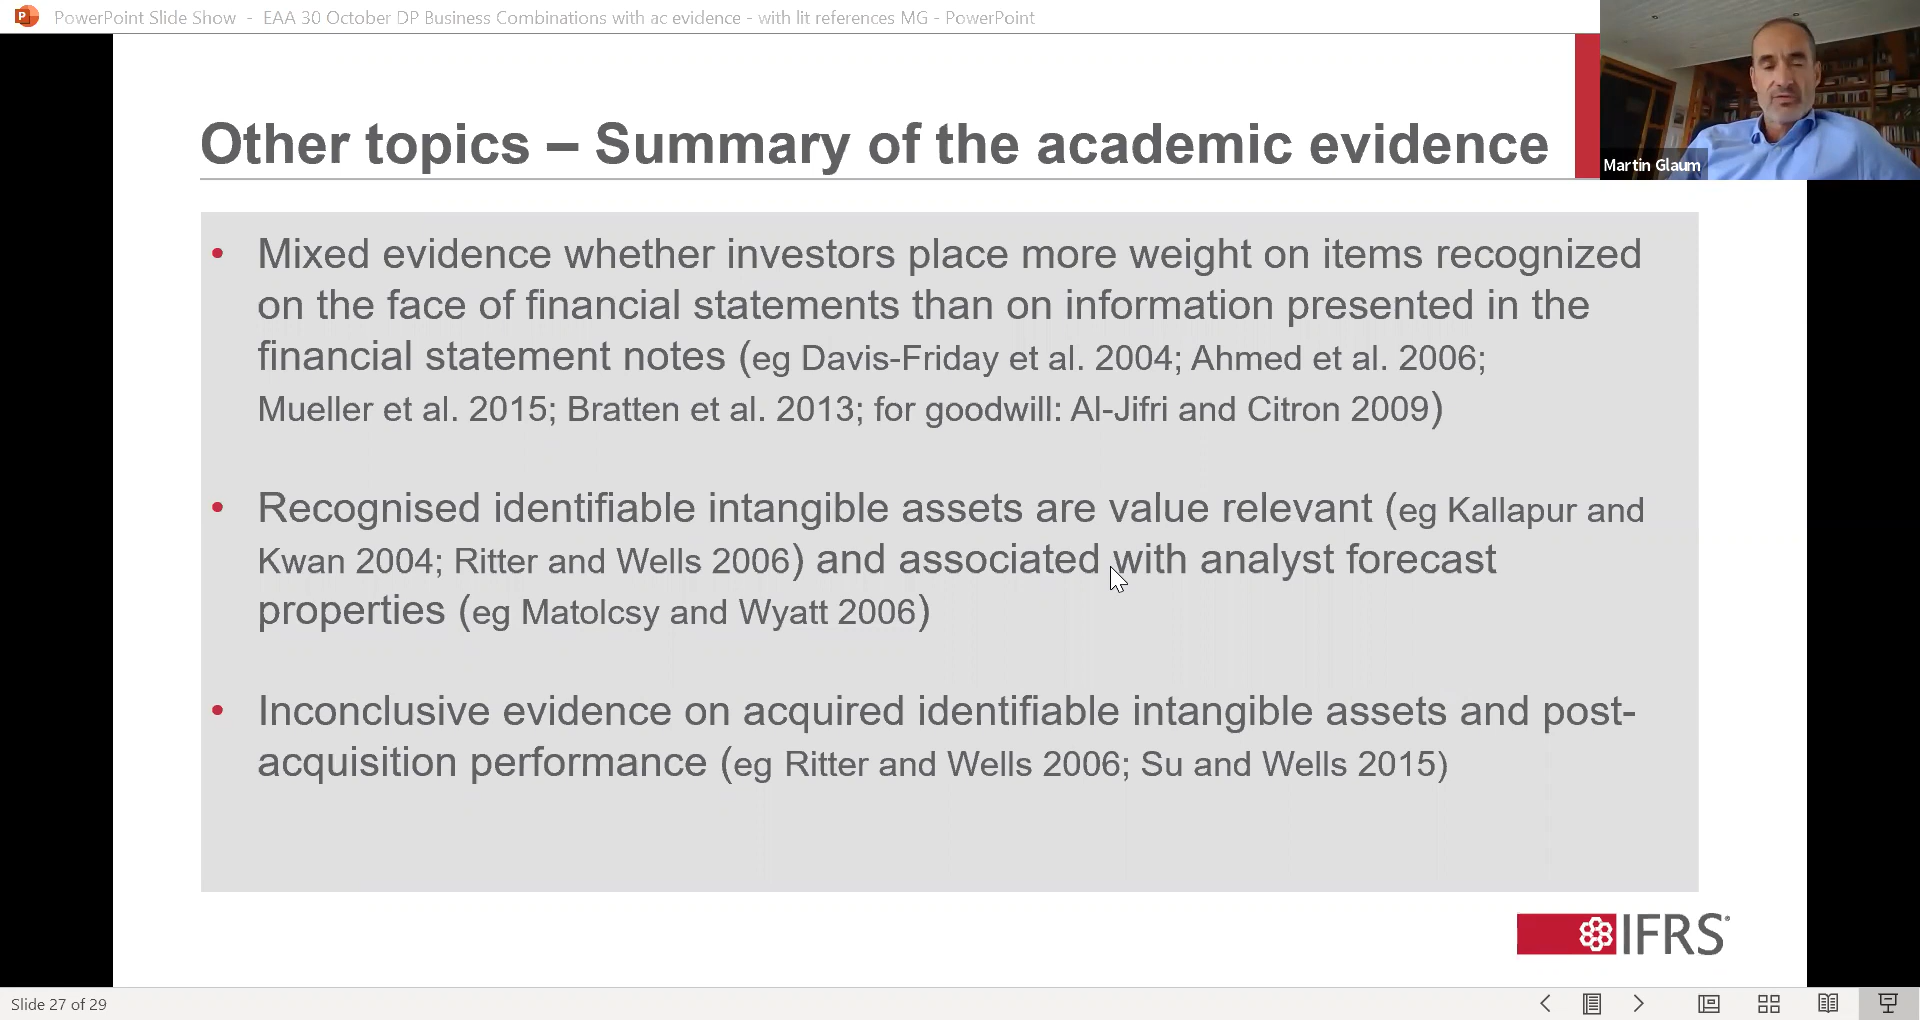 PowerPoint Slide Show - EAA 30 October DP Business Combinations with ac evidence - with lit references MG - PowerPoint
Martin Glaum
Other topics – Summary of the academic evidence
• Mixed evidence whether investors place more weight on items recognized
on the face of financial statements than on information presented in the
financial statement notes (eg Davis-Friday et al. 2004; Ahmed et al. 2006;
Mueller et al. 2015; Bratten et al. 2013; for goodwill: Al-Jifri and Citron 2009)
• Recognised identifiable intangible assets are value relevant (eg Kallapur and
Kwan 2004; Ritter and Wells 2006) and associated with analyst forecast
properties (eg Matolcsy and Wyatt 2006)
• Inconclusive evidence on acquired identifiable intangible assets and post-
acquisition performance (eg Ritter and Wells 2006; Su and Wells 2015)
IFRS®
Slide 27 of 29